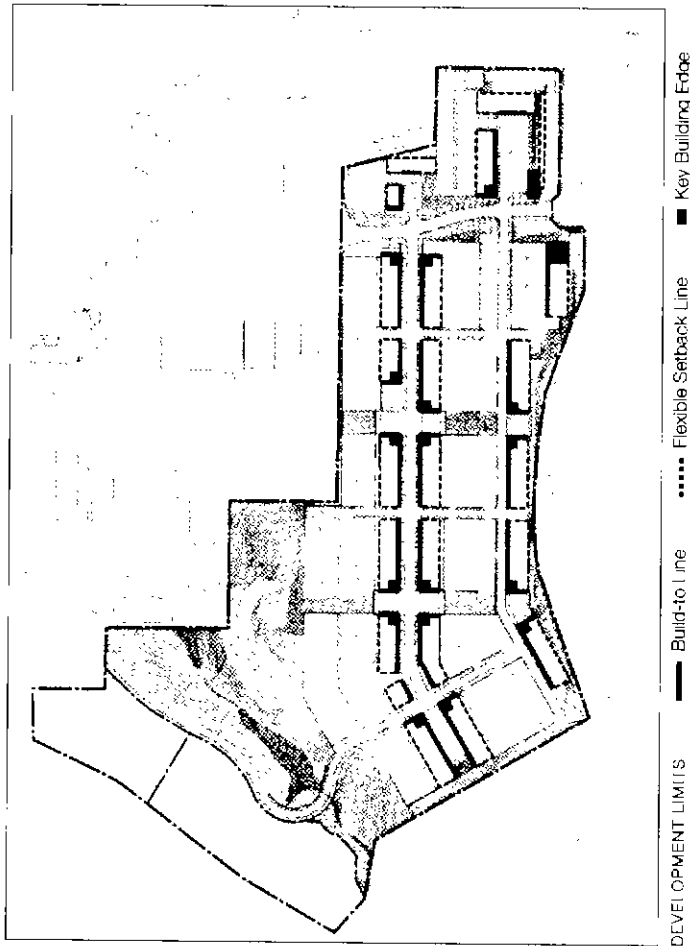 DEVELOPMENT LIMITS
Build-to Line
Flexible Setback Line
Key Building Edge